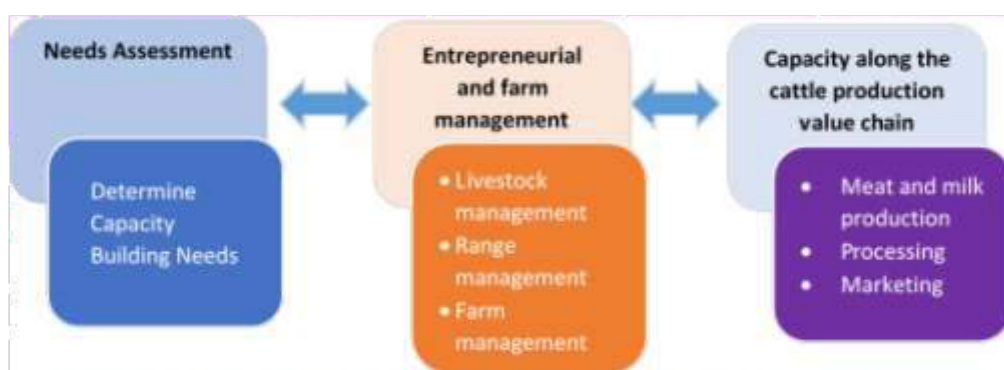 Needs Assessment
Determine
Capacity
Building Needs
Entrepreneurial
and farm
management
• Livestock
management
• Range
management
• Farm
management
Capacity along the
cattle production
value chain
• Meat and milk
production
• Processing
• Marketing